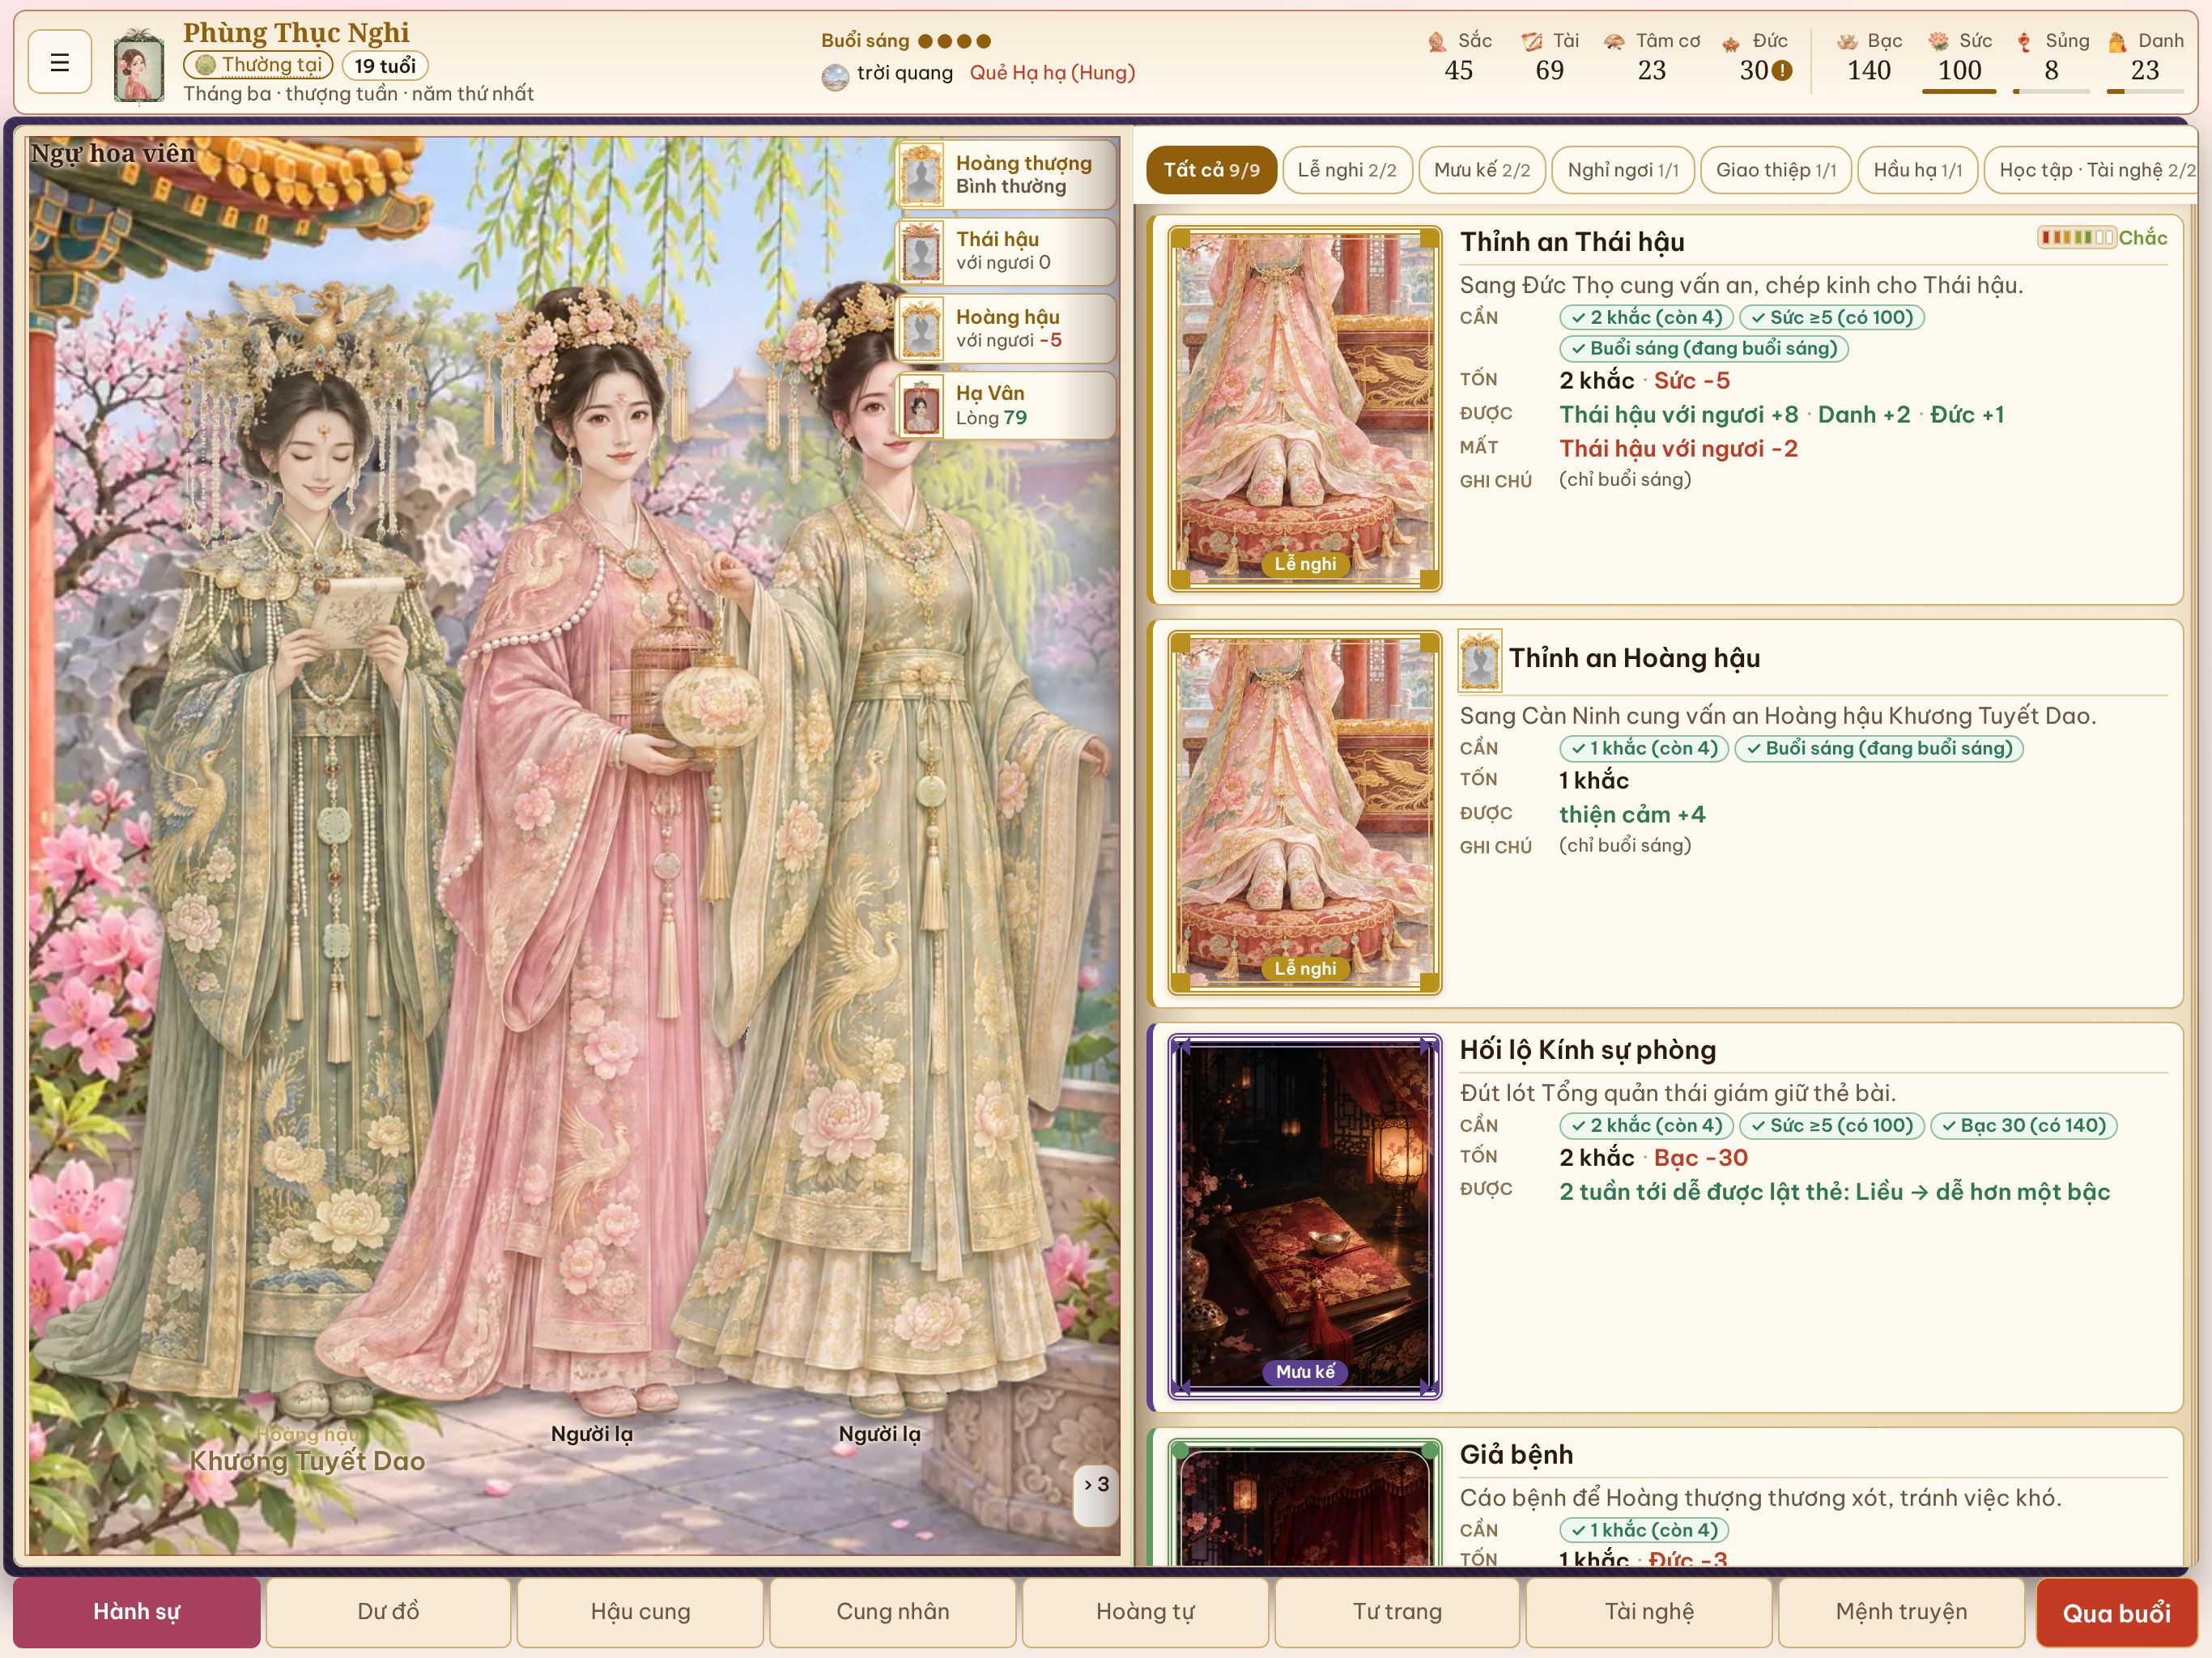 ☰
Phùng Thục Nghi
Thường tại
19 tuổi
Tháng ba · thượng tuần · năm thứ nhất
Buổi sáng
trời quang Quẻ Hạ hạ (Hung)
Sắc 45
Tài 69
Tâm cơ 23
Đức 30 !
Bạc 140
Sức 100
Sủng 8
Danh 23
Ngự hoa viên
Hoàng thượng
Bình thường
Thái hậu
với ngươi 0
Hoàng hậu
với ngươi -5
Hạ Vân
Lòng 79
Hoàng hậu
Khương Tuyết Dao
Người lạ
Người lạ
› 3
Tất cả 9/9
Lễ nghi 2/2
Mưu kế 2/2
Nghỉ ngơi 1/1
Giao thiệp 1/1
Hầu hạ 1/1
Học tập · Tài nghệ 2/2
Lễ nghi
Thỉnh an Thái hậu
Chắc
Sang Đức Thọ cung vấn an, chép kinh cho Thái hậu.
CẦN ✓ 2 khắc (còn 4) ✓ Sức ≥5 (có 100)
✓ Buổi sáng (đang buổi sáng)
TỐN 2 khắc · Sức -5
ĐƯỢC Thái hậu với ngươi +8 · Danh +2 · Đức +1
MẤT Thái hậu với ngươi -2
GHI CHÚ (chỉ buổi sáng)
Lễ nghi
Thỉnh an Hoàng hậu
Sang Càn Ninh cung vấn an Hoàng hậu Khương Tuyết Dao.
CẦN ✓ 1 khắc (còn 4) ✓ Buổi sáng (đang buổi sáng)
TỐN 1 khắc
ĐƯỢC thiện cảm +4
GHI CHÚ (chỉ buổi sáng)
Mưu kế
Hối lộ Kính sự phòng
Đút lót Tổng quản thái giám giữ thẻ bài.
CẦN ✓ 2 khắc (còn 4) ✓ Sức ≥5 (có 100) ✓ Bạc 30 (có 140)
TỐN 2 khắc · Bạc -30
ĐƯỢC 2 tuần tới dễ được lật thẻ: Liều → dễ hơn một bậc
Giả bệnh
Cáo bệnh để Hoàng thượng thương xót, tránh việc khó.
CẦN ✓ 1 khắc (còn 4)
TỐN 1 khắc · Đức -3
Hành sự
Dư đồ
Hậu cung
Cung nhân
Hoàng tự
Tư trang
Tài nghệ
Mệnh truyện
Qua buổi